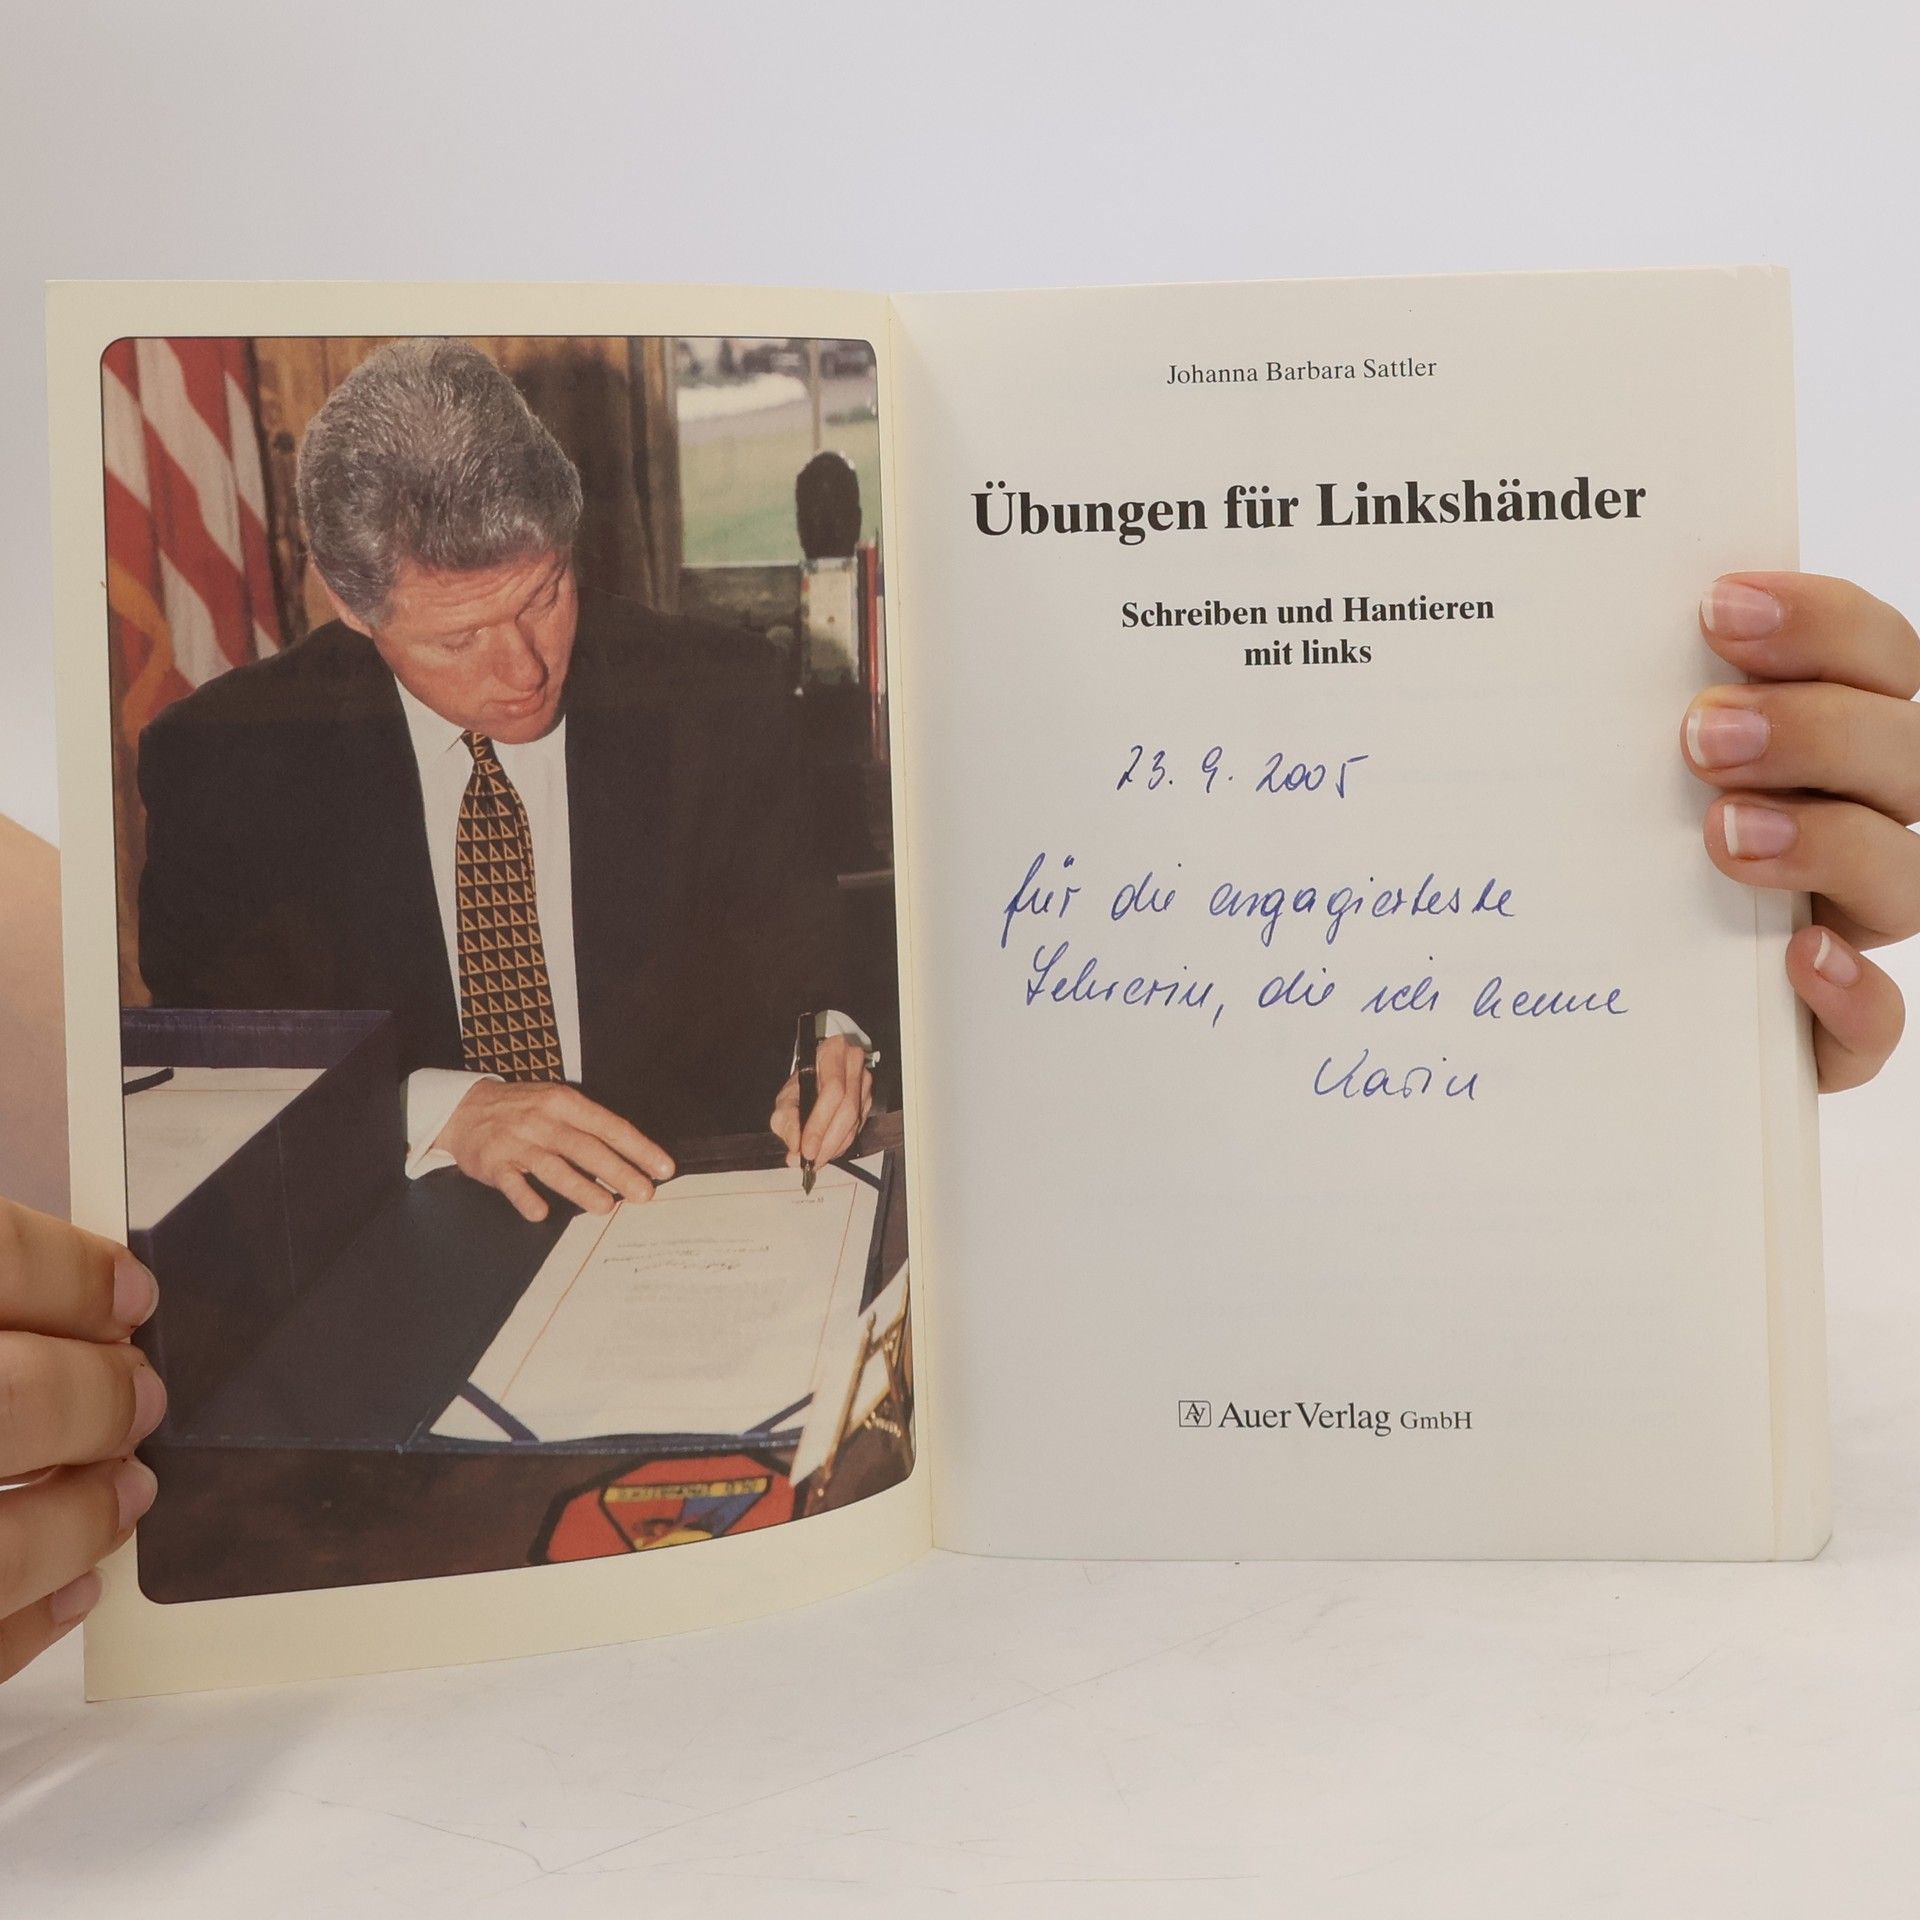 Johanna Barbara Sattler
Übungen für Linkshänder
Schreiben und Hantieren
mit links
23. 9. 2005
für die engagierteste
Lehrerin, die ich kenne
Karin
AV Auer Verlag GmbH